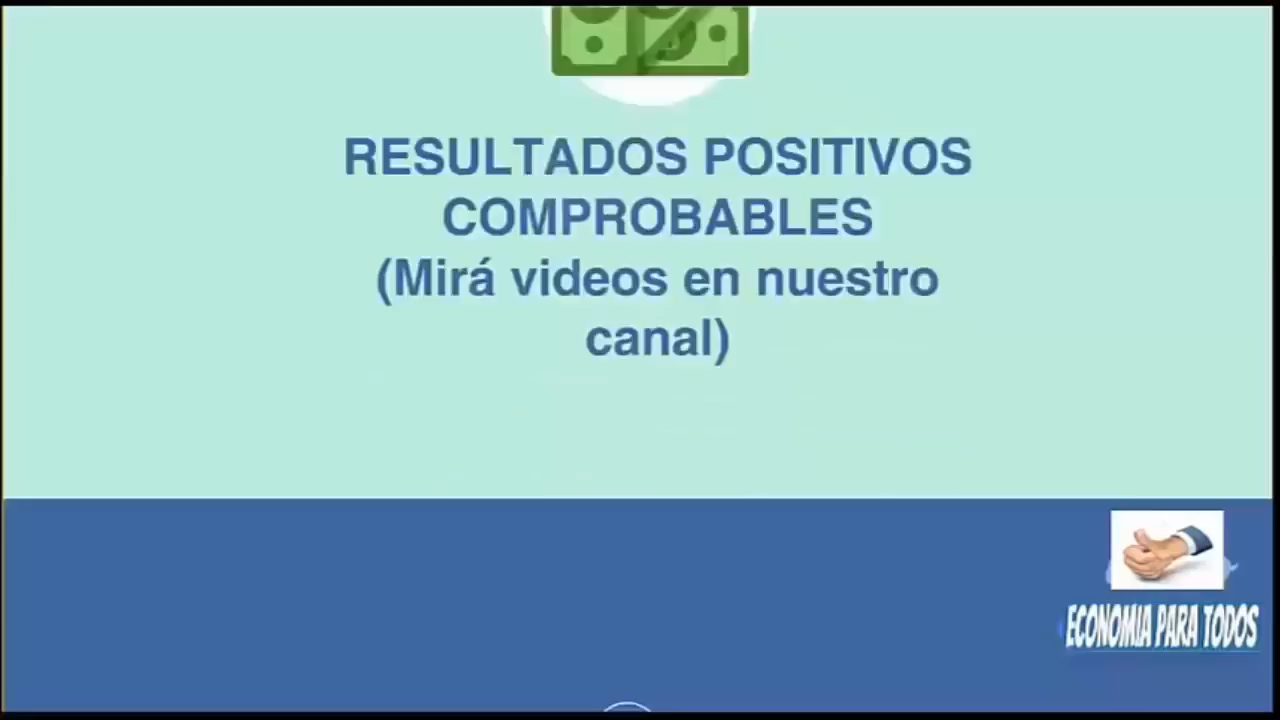 RESULTADOS POSITIVOS
COMPROBABLES
(Mirá videos en nuestro
canal)
ECONOMIA PARA TODOS